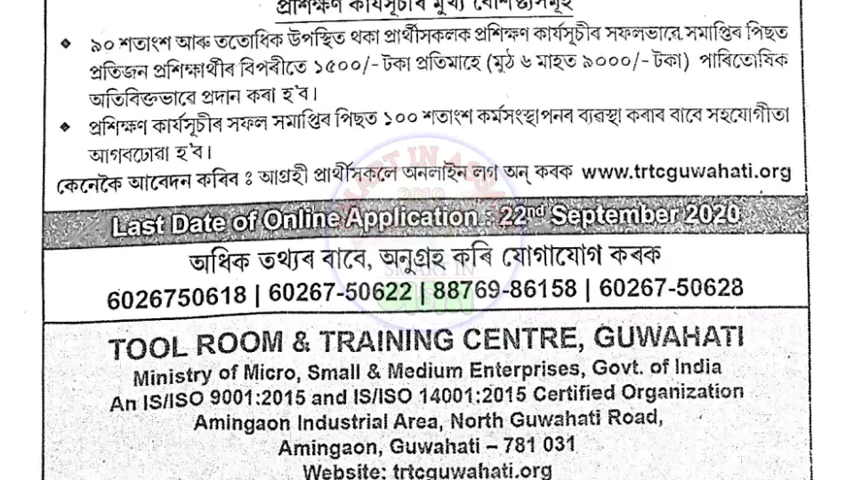 প্ৰশিক্ষণ কাৰ্যসূচীৰ মুখ্য বৈশিষ্ট্যসমূহ
❖ ৯০ শতাংশ আৰু ততোধিক উপস্থিত থকা প্ৰাৰ্থীসকলক প্ৰশিক্ষণ কাৰ্যসূচীৰ সফলভাৱে সমাপ্তিৰ পিছত
প্ৰতিজন প্ৰশিক্ষাৰ্থীৰ বিপৰীতে ১৫০০/- টকা প্ৰতিমাহে (মুঠ ৬ মাহত ৯০০০/- টকা) পাৰিতোষিক
অতিৰিক্তভাৱে প্ৰদান কৰা হ'ব।
❖ প্ৰশিক্ষণ কাৰ্যসূচীৰ সফল সমাপ্তিৰ পিছত ১০০ শতাংশ কৰ্মসংস্থাপনৰ ব্যৱস্থা কৰাৰ বাবে সহযোগীতা
আগবঢ়োৱা হ'ব।
কেনেকৈ আবেদন কৰিব : আগ্ৰহী প্ৰাৰ্থীসকলে অনলাইন লগ অন্ কৰক www.trtcguwahati.org
Last Date of Online Application : 22nd September 2020
অধিক তথ্যৰ বাবে, অনুগ্ৰহ কৰি যোগাযোগ কৰক
6026750618 | 60267-50622 | 88769-86158 | 60267-50628
TOOL ROOM & TRAINING CENTRE, GUWAHATI
Ministry of Micro, Small & Medium Enterprises, Govt. of India
An IS/ISO 9001:2015 and IS/ISO 14001:2015 Certified Organization
Amingaon Industrial Area, North Guwahati Road,
Amingaon, Guwahati – 781 031
Website: trtcguwahati.org